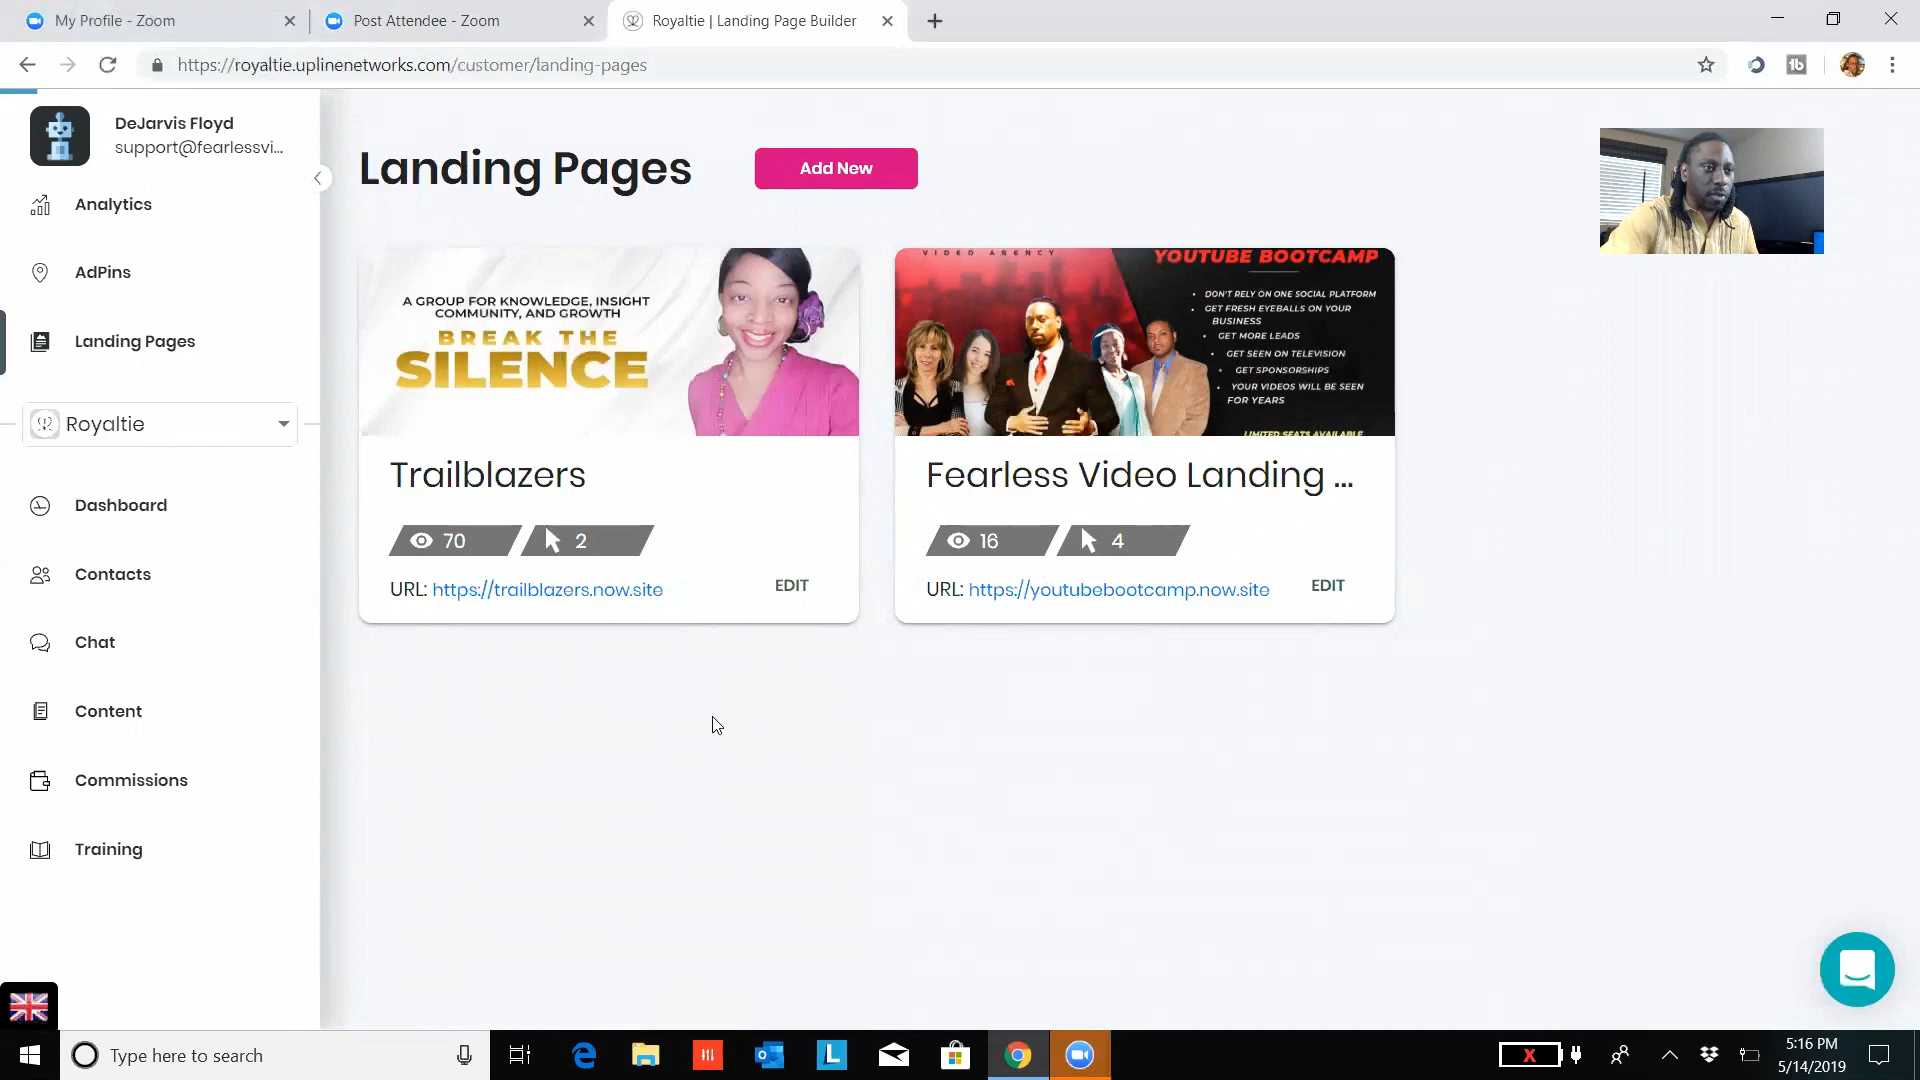 My Profile - Zoom
Post Attendee - Zoom
Royaltie | Landing Page Builder
https://royaltie.uplinenetworks.com/customer/landing-pages
DeJarvis Floyd
support@fearlessvi...
Analytics
AdPins
Landing Pages
Royaltie
Dashboard
Contacts
Chat
Content
Commissions
Training
Landing Pages
Add New
A GROUP FOR KNOWLEDGE, INSIGHT
COMMUNITY, AND GROWTH
BREAK THE
SILENCE
Trailblazers
70
2
URL: https://trailblazers.now.site
EDIT
VIDEO AGENCY
YOUTUBE BOOTCAMP
• DON'T RELY ON ONE SOCIAL PLATFORM
• GET FRESH EYEBALLS ON YOUR
BUSINESS
• GET MORE LEADS
• GET SEEN ON TELEVISION
• GET SPONSORSHIPS
• YOUR VIDEOS WILL BE SEEN
FOR YEARS
LIMITED SEATS AVAILABLE
Fearless Video Landing ...
16
4
URL: https://youtubebootcamp.now.site
EDIT
Type here to search
5:16 PM
5/14/2019